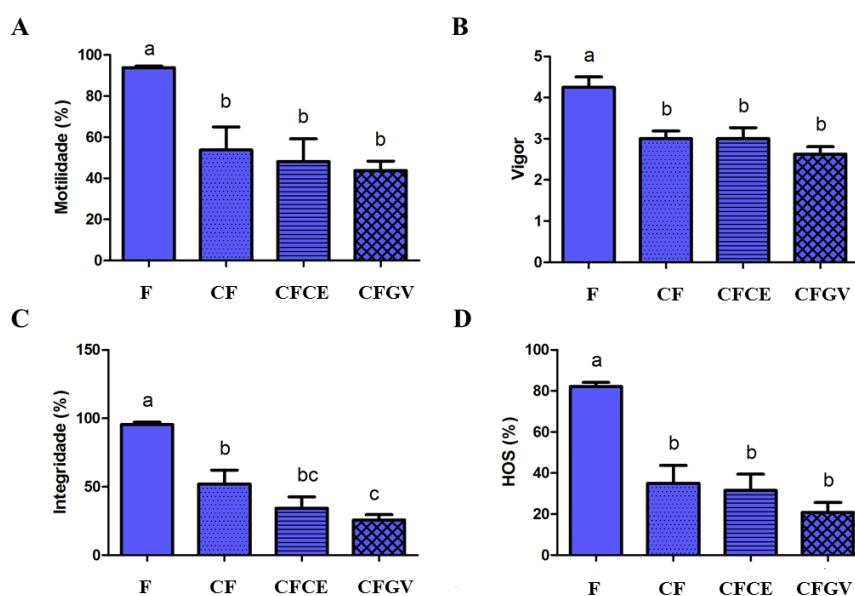 A
Motilidade (%)
100
80
60
40
20
0
a
b
b
b
F CF CFCE CFGV
B
Vigor
5
4
3
2
1
0
a
b
b
b
F CF CFCE CFGV
C
Integridade (%)
150
100
50
0
a
b
bc
c
F CF CFCE CFGV
D
HOS (%)
100
80
60
40
20
0
a
b
b
b
F CF CFCE CFGV